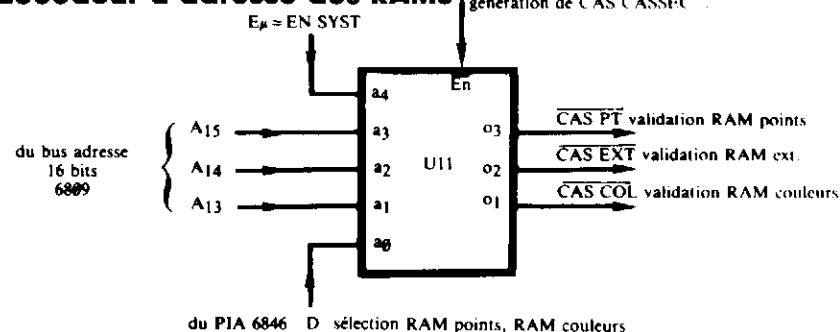 d'adresse des RAMs
génération de CAS CASSEC
Eμ = EN SYST
En
a4
A15 a3 o3 CAS PT validation RAM points
du bus adresse A14 a2 U11 o2 CAS EXT validation RAM ext.
16 bits
6809 A13 a1 o1 CAS COL validation RAM couleurs
a0
du PIA 6846 D sélection RAM points, RAM couleurs